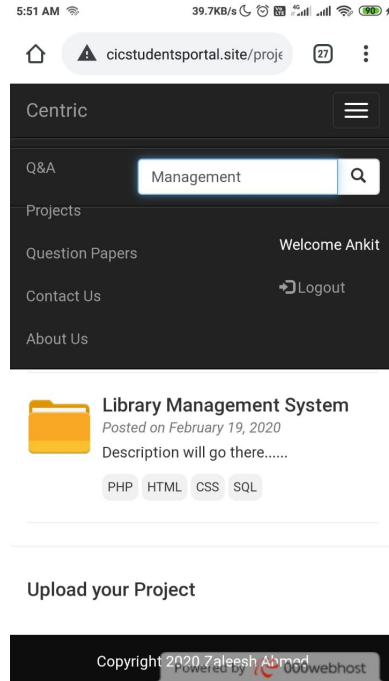 5:51 AM 39.7KB/s 4G 90
cicstudentsportal.site/proje 27
Centric
Q&A
Management
Projects
Question Papers
Welcome Ankit
Contact Us
Logout
About Us
Library Management System
Posted on February 19, 2020
Description will go there......
PHP HTML CSS SQL
Upload your Project
Copyright 2020 Zaleesh Ahmed
Powered by 000webhost